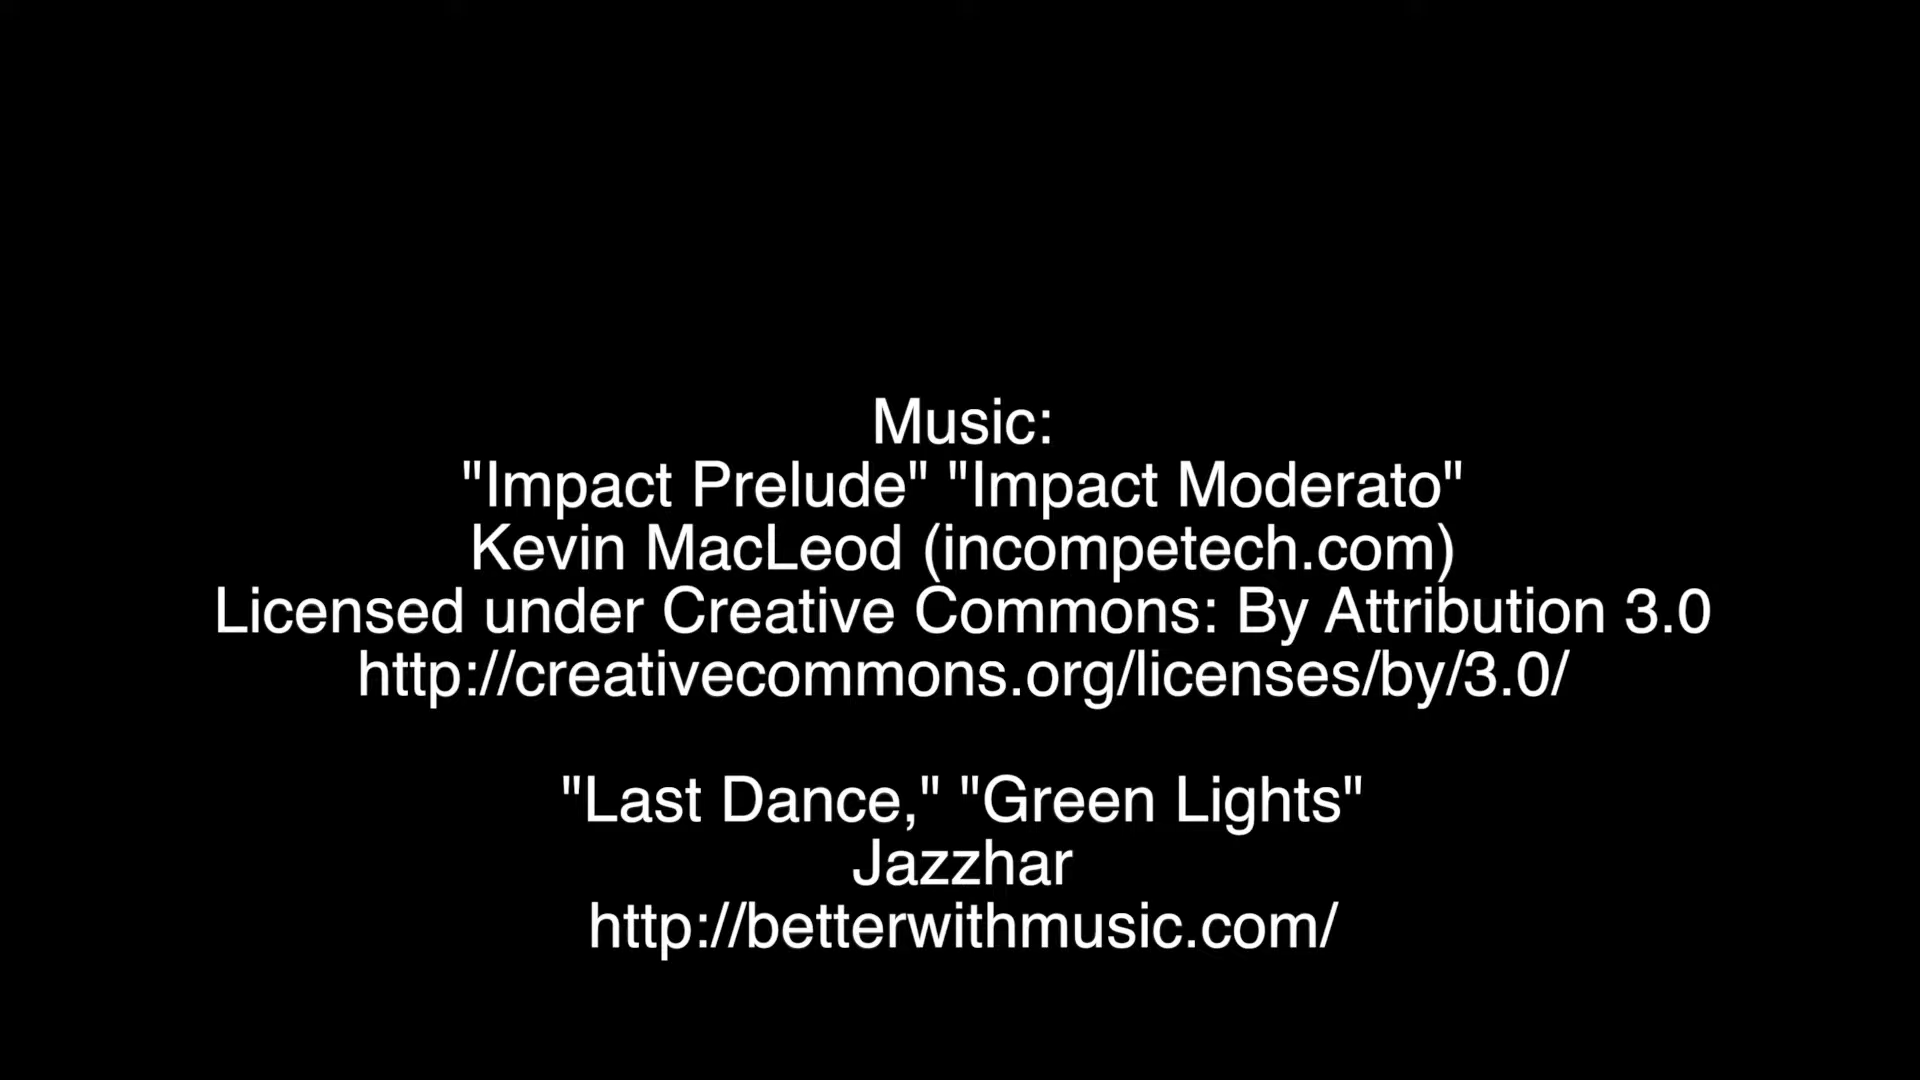 Music:
"Impact Prelude" "Impact Moderato"
Kevin MacLeod (incompetech.com)
Licensed under Creative Commons: By Attribution 3.0
http://creativecommons.org/licenses/by/3.0/
"Last Dance," "Green Lights"
Jazzhar
http://betterwithmusic.com/